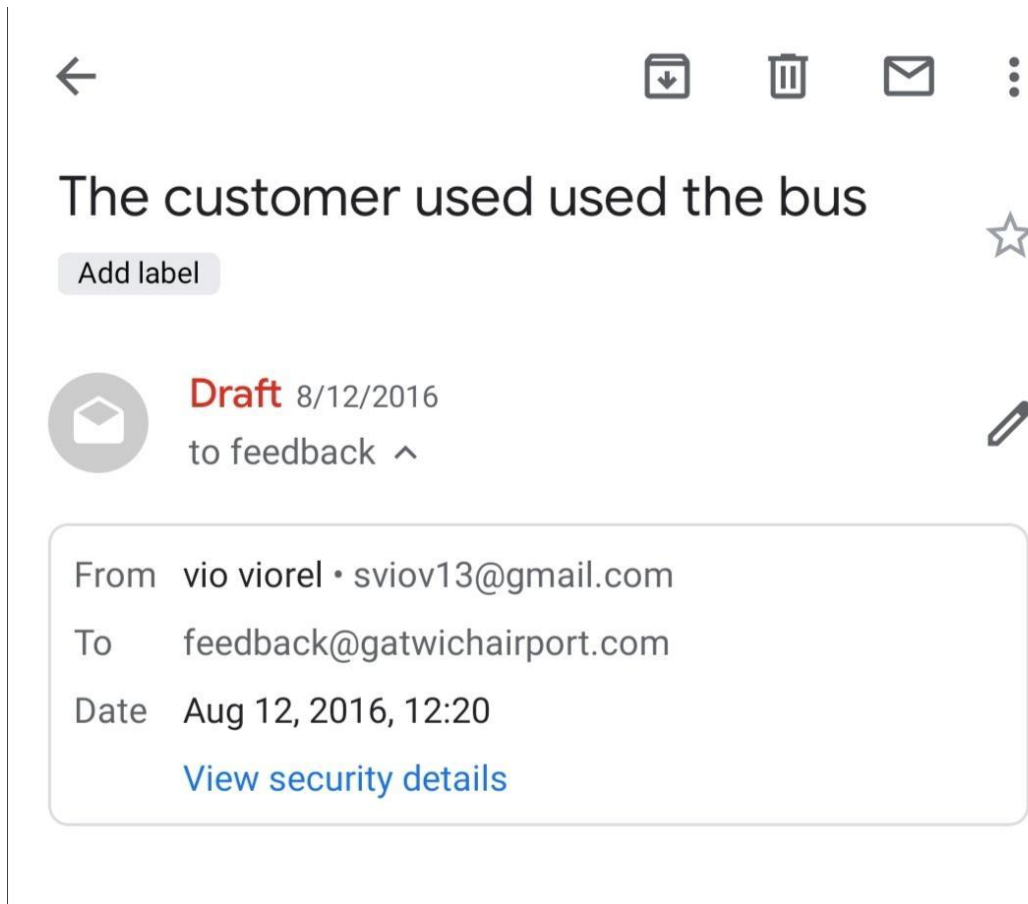 The customer used used the bus
Add label
Draft 8/12/2016
to feedback
From vio viorel • sviov13@gmail.com
To feedback@gatwichairport.com
Date Aug 12, 2016, 12:20
View security details